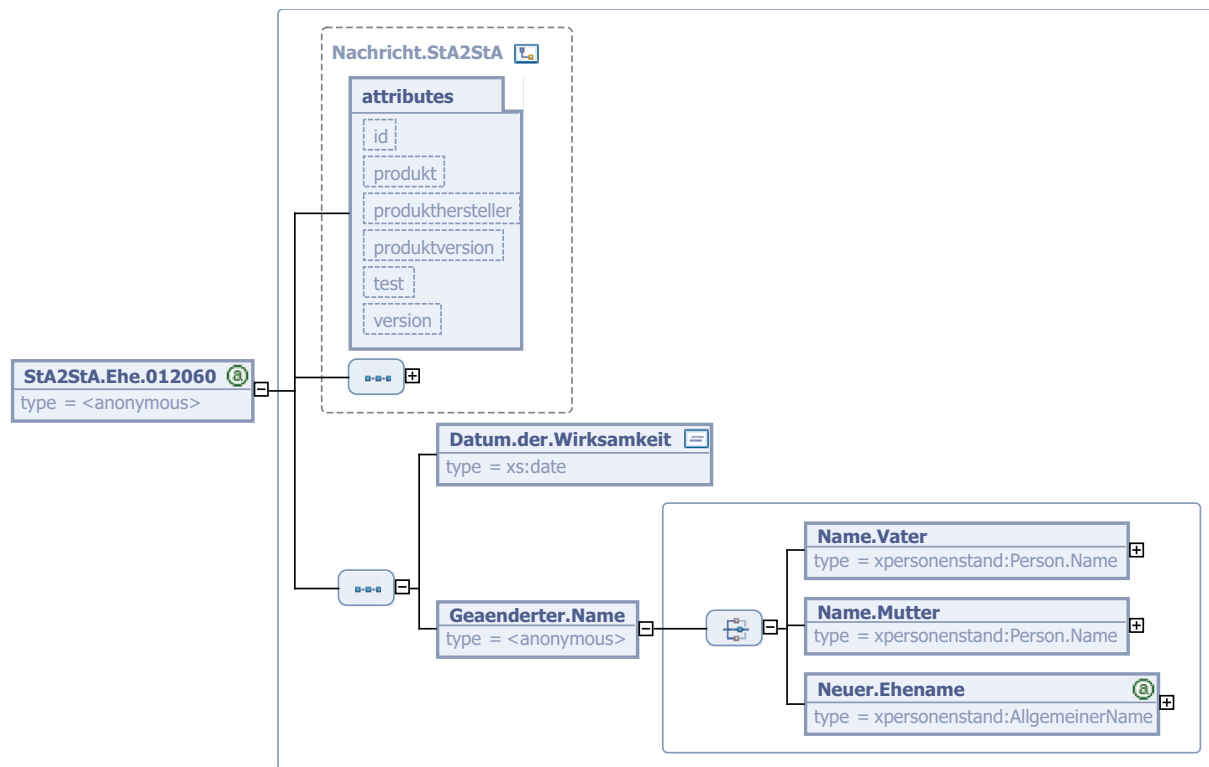 Nachricht.StA2StA
attributes
id
produkt
produkthersteller
produktversion
test
version
StA2StA.Ehe.012060 a
type = <anonymous>
Datum.der.Wirksamkeit
type = xs:date
Geaenderter.Name
type = <anonymous>
Name.Vater
type = xpersonenstand:Person.Name
Name.Mutter
type = xpersonenstand:Person.Name
Neuer.Ehename a
type = xpersonenstand:AllgemeinerName